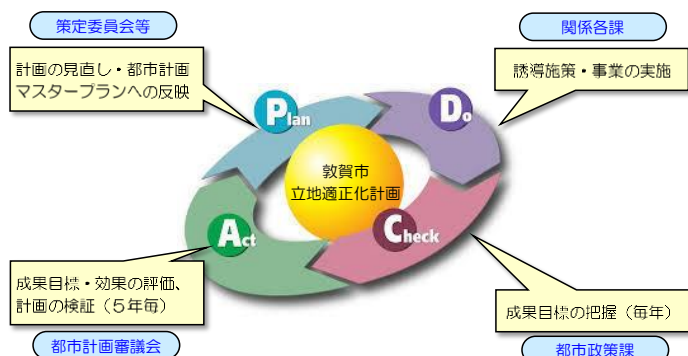 策定委員会等
計画の見直し・都市計画
マスタープランへの反映
関係各課
誘導施策・事業の実施
Plan
Do
敦賀市
立地適正化計画
Act
Check
成果目標・効果の評価、
計画の検証（５年毎）
都市計画審議会
成果目標の把握（毎年）
都市政策課